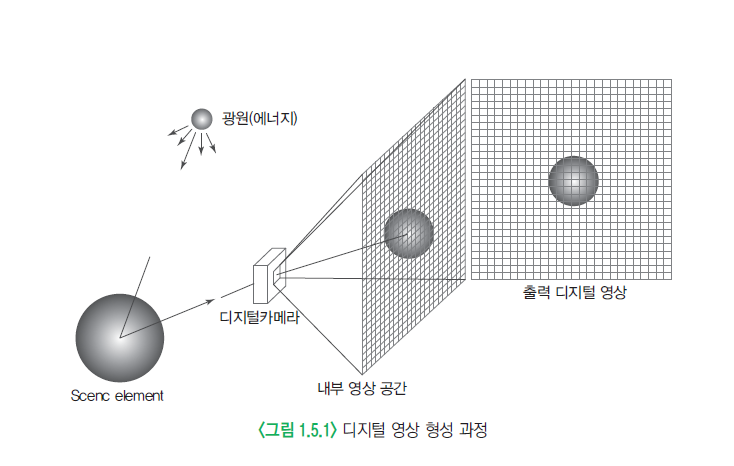 광원(에너지)
디지털카메라
Scenc element
내부 영상 공간
출력 디지털 영상
<그림 1.5.1> 디지털 영상 형성 과정